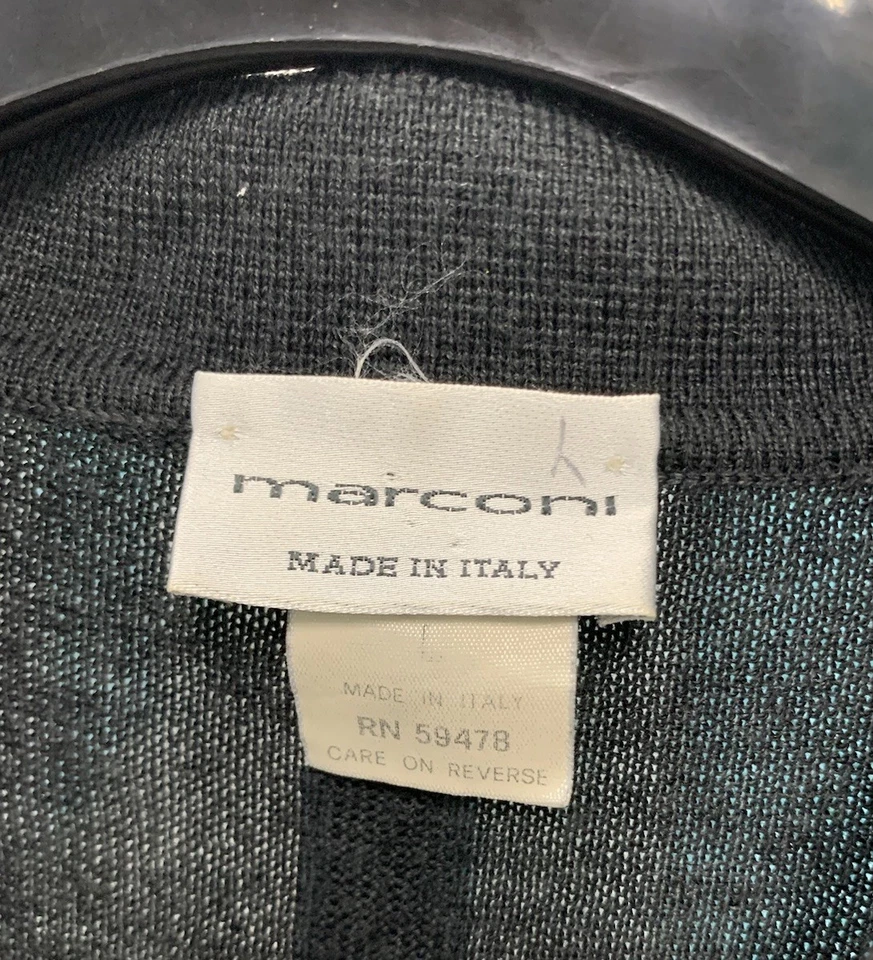 marconi
MADE IN ITALY
L
MADE IN ITALY
RN 59478
CARE ON REVERSE